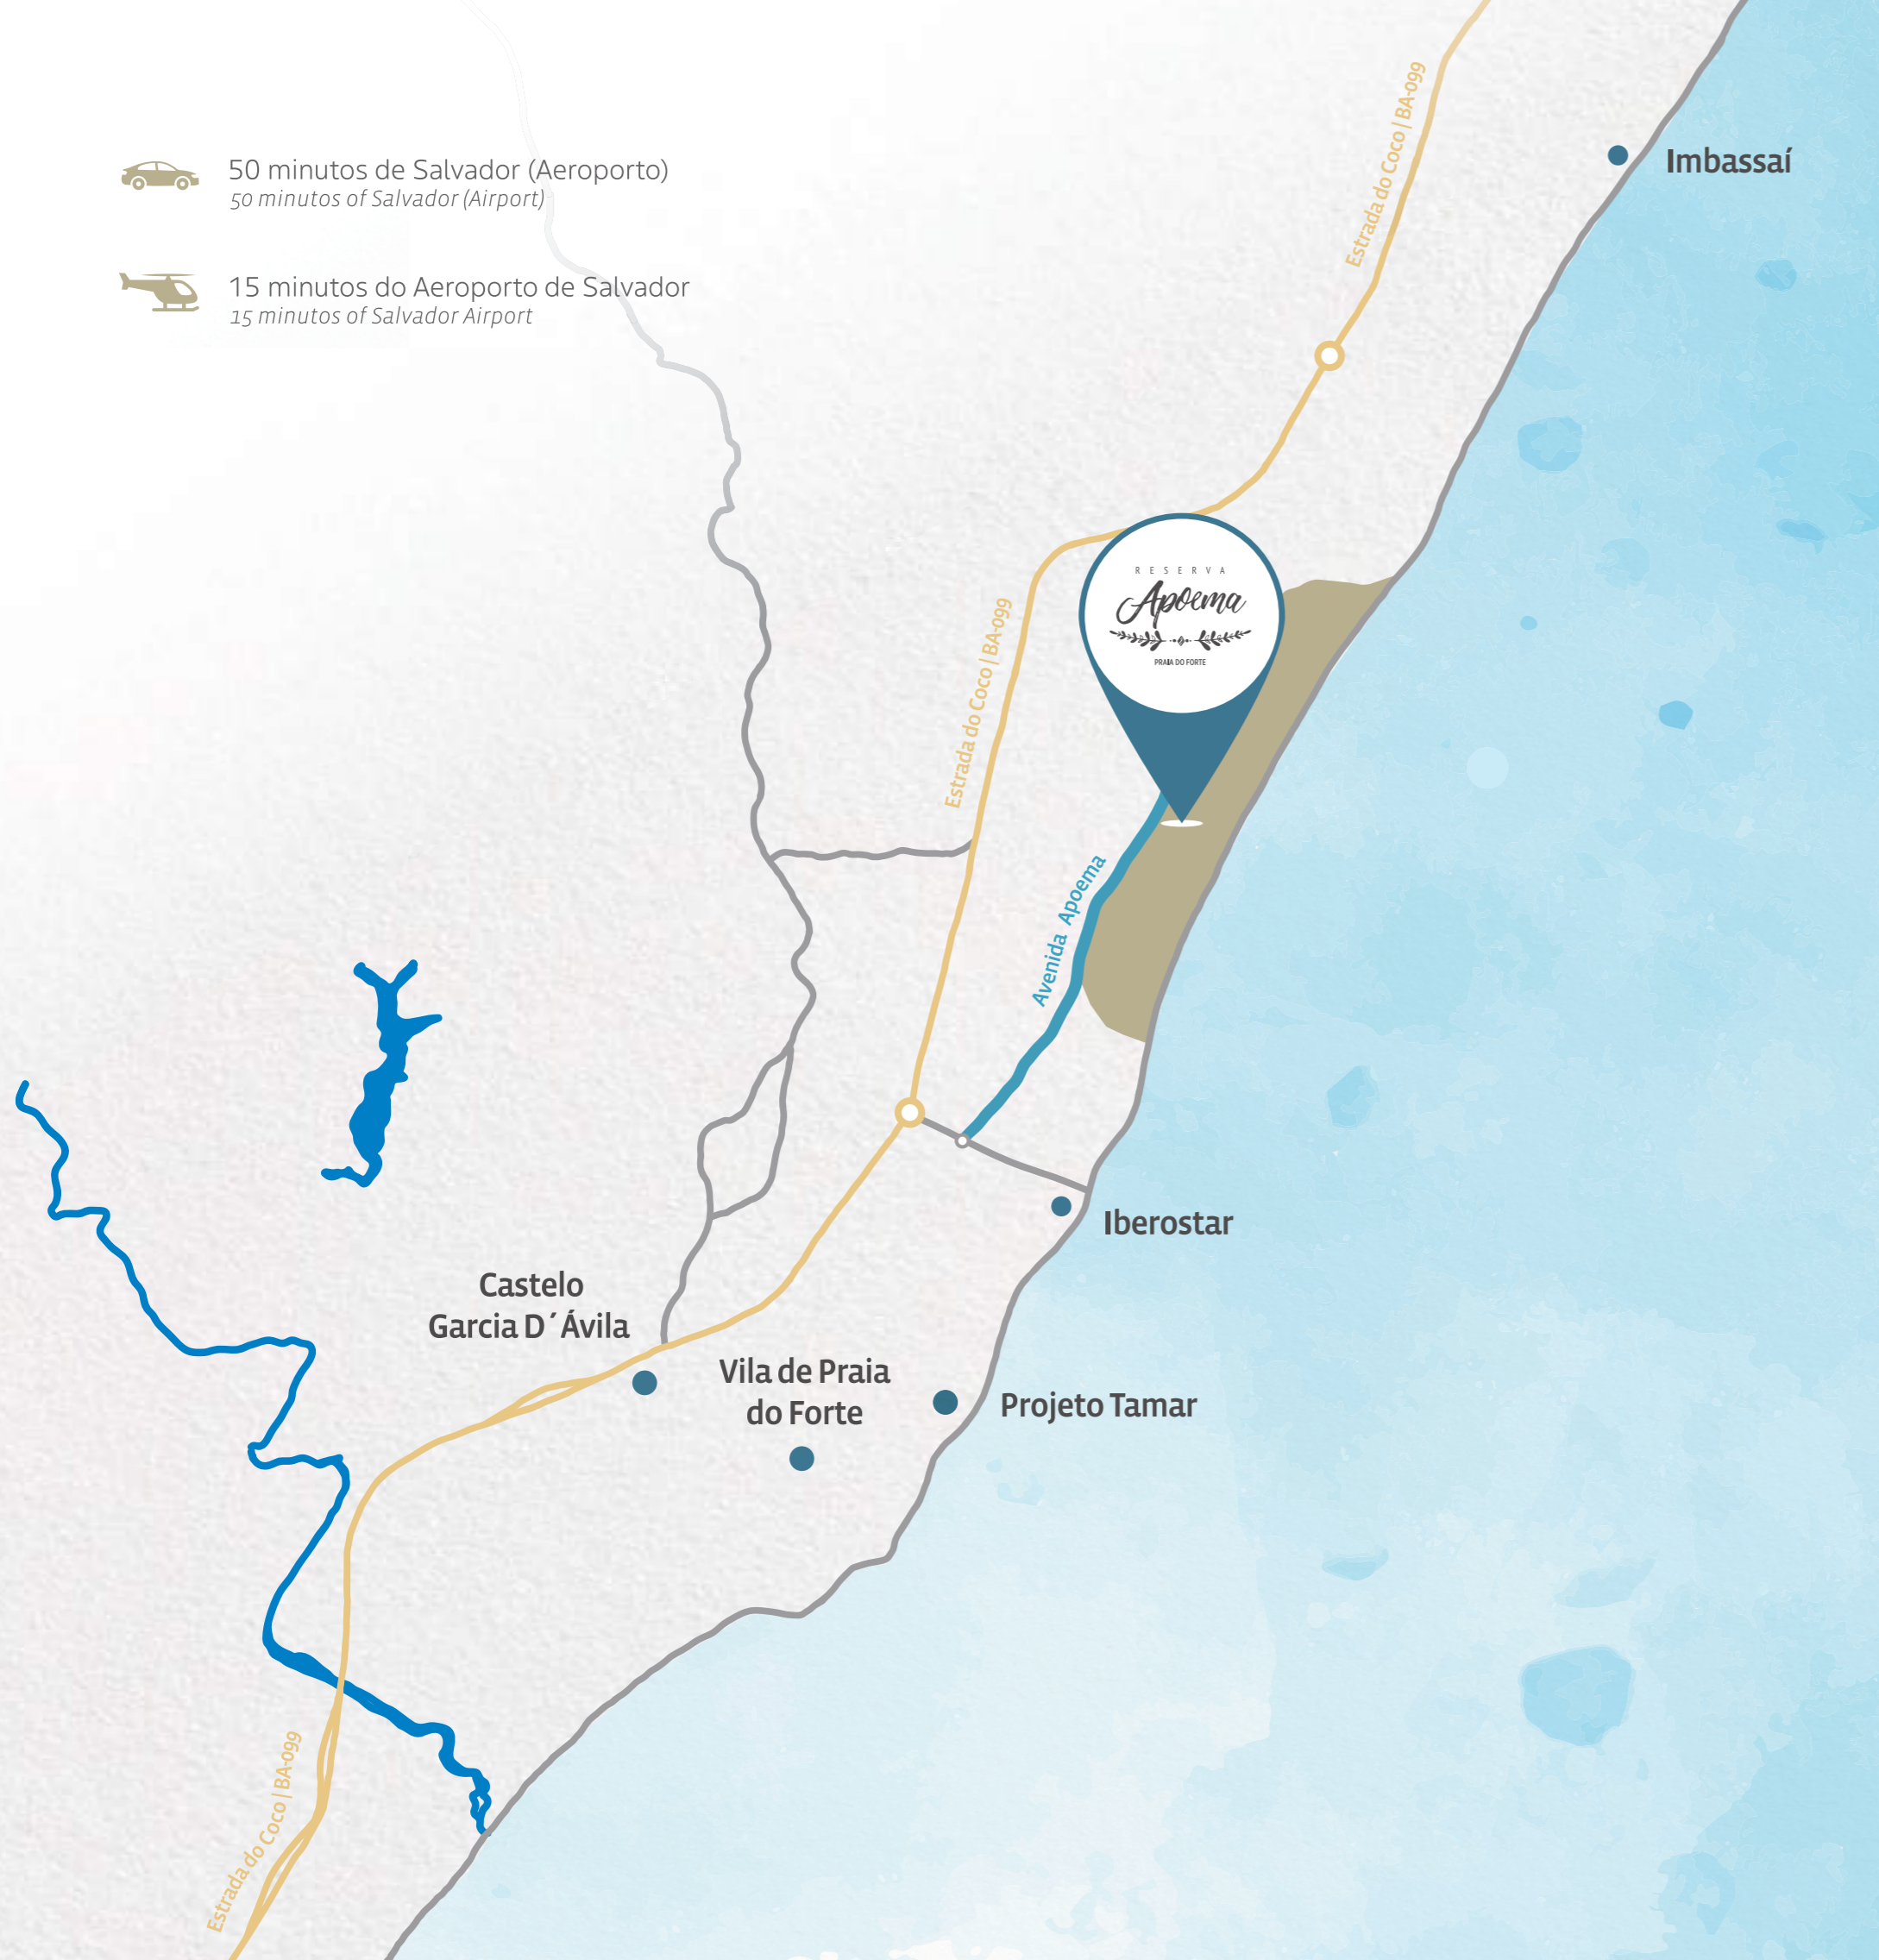 50 minutos de Salvador (Aeroporto)
50 minutos of Salvador (Airport)
15 minutos do Aeroporto de Salvador
15 minutos of Salvador Airport
Estrada do Coco | BA-099
Imbassaí
RESERVA
Apoema
PRAIA DO FORTE
Estrada do Coco | BA-099
Avenida Apoema
Iberostar
Castelo
Garcia D´Ávila
Vila de Praia
do Forte
Projeto Tamar
Estrada do Coco | BA-099